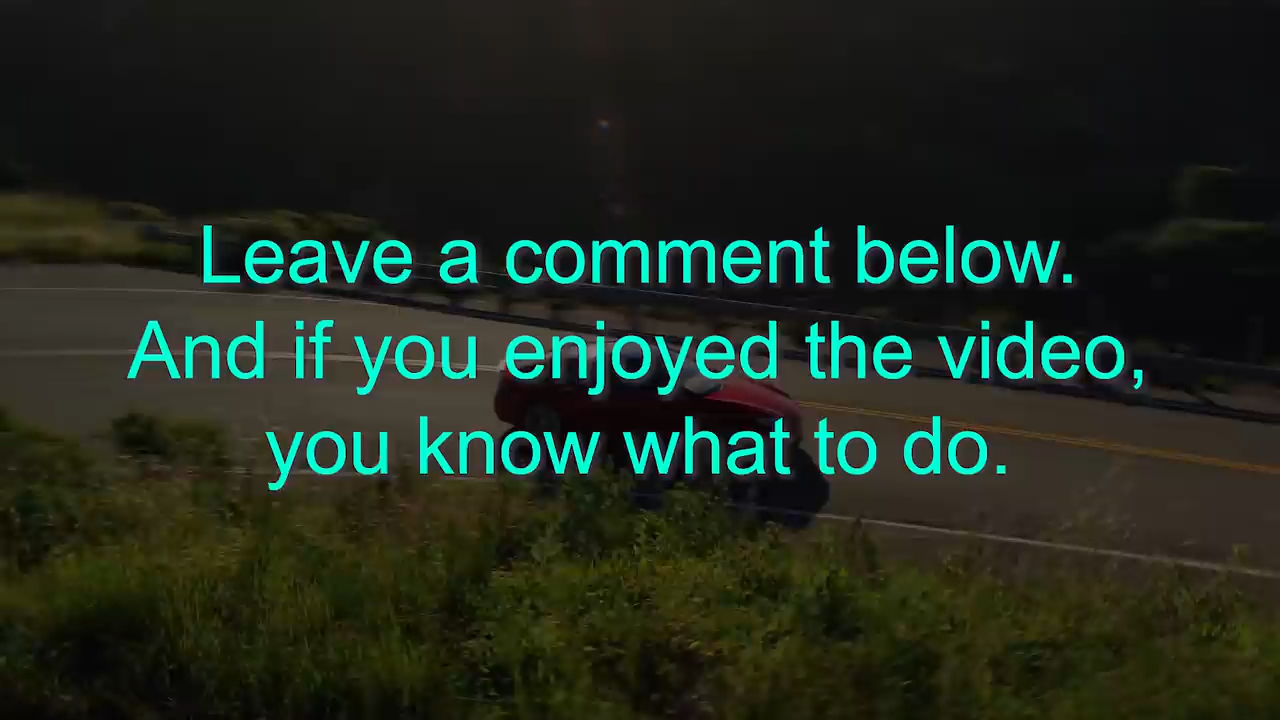 Leave a comment below.
And if you enjoyed the video,
you know what to do.